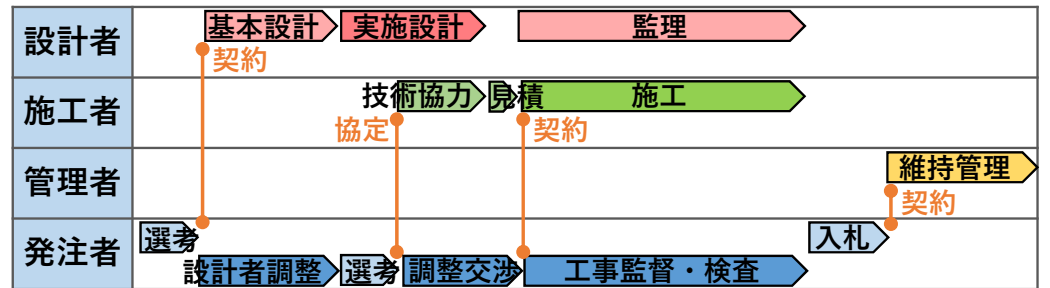 設計者
基本設計
実施設計
監理
契約
施工者
技術協力
見積
施工
協定
契約
管理者
維持管理
契約
発注者
選考
入札
設計者調整
選考
調整交渉
工事監督・検査